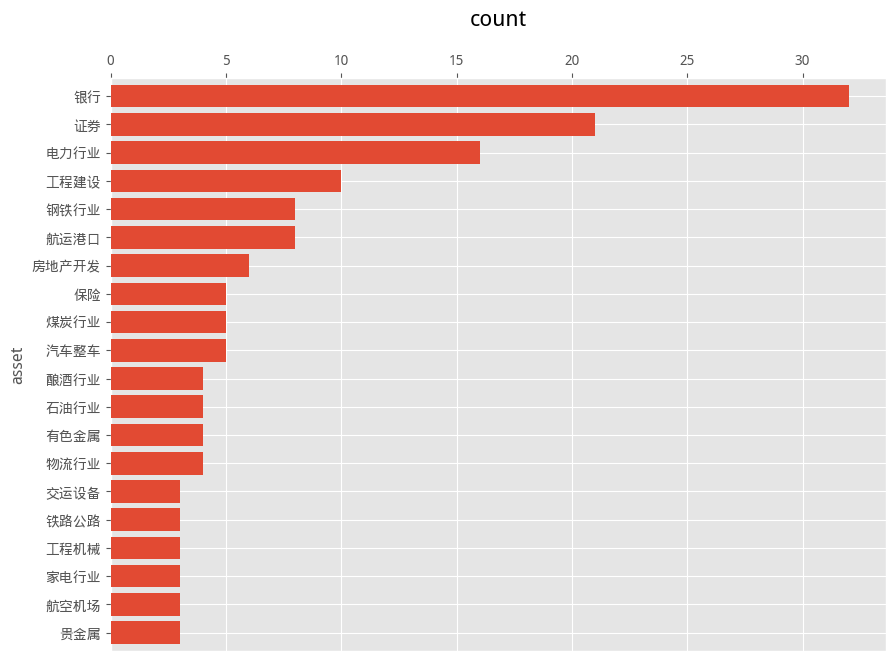 count
0 5 10 15 20 25 30
银行
证券
电力行业
工程建设
钢铁行业
航运港口
房地产开发
保险
煤炭行业
汽车整车
酿酒行业
石油行业
有色金属
物流行业
交运设备
铁路公路
工程机械
家电行业
航空机场
贵金属
asset